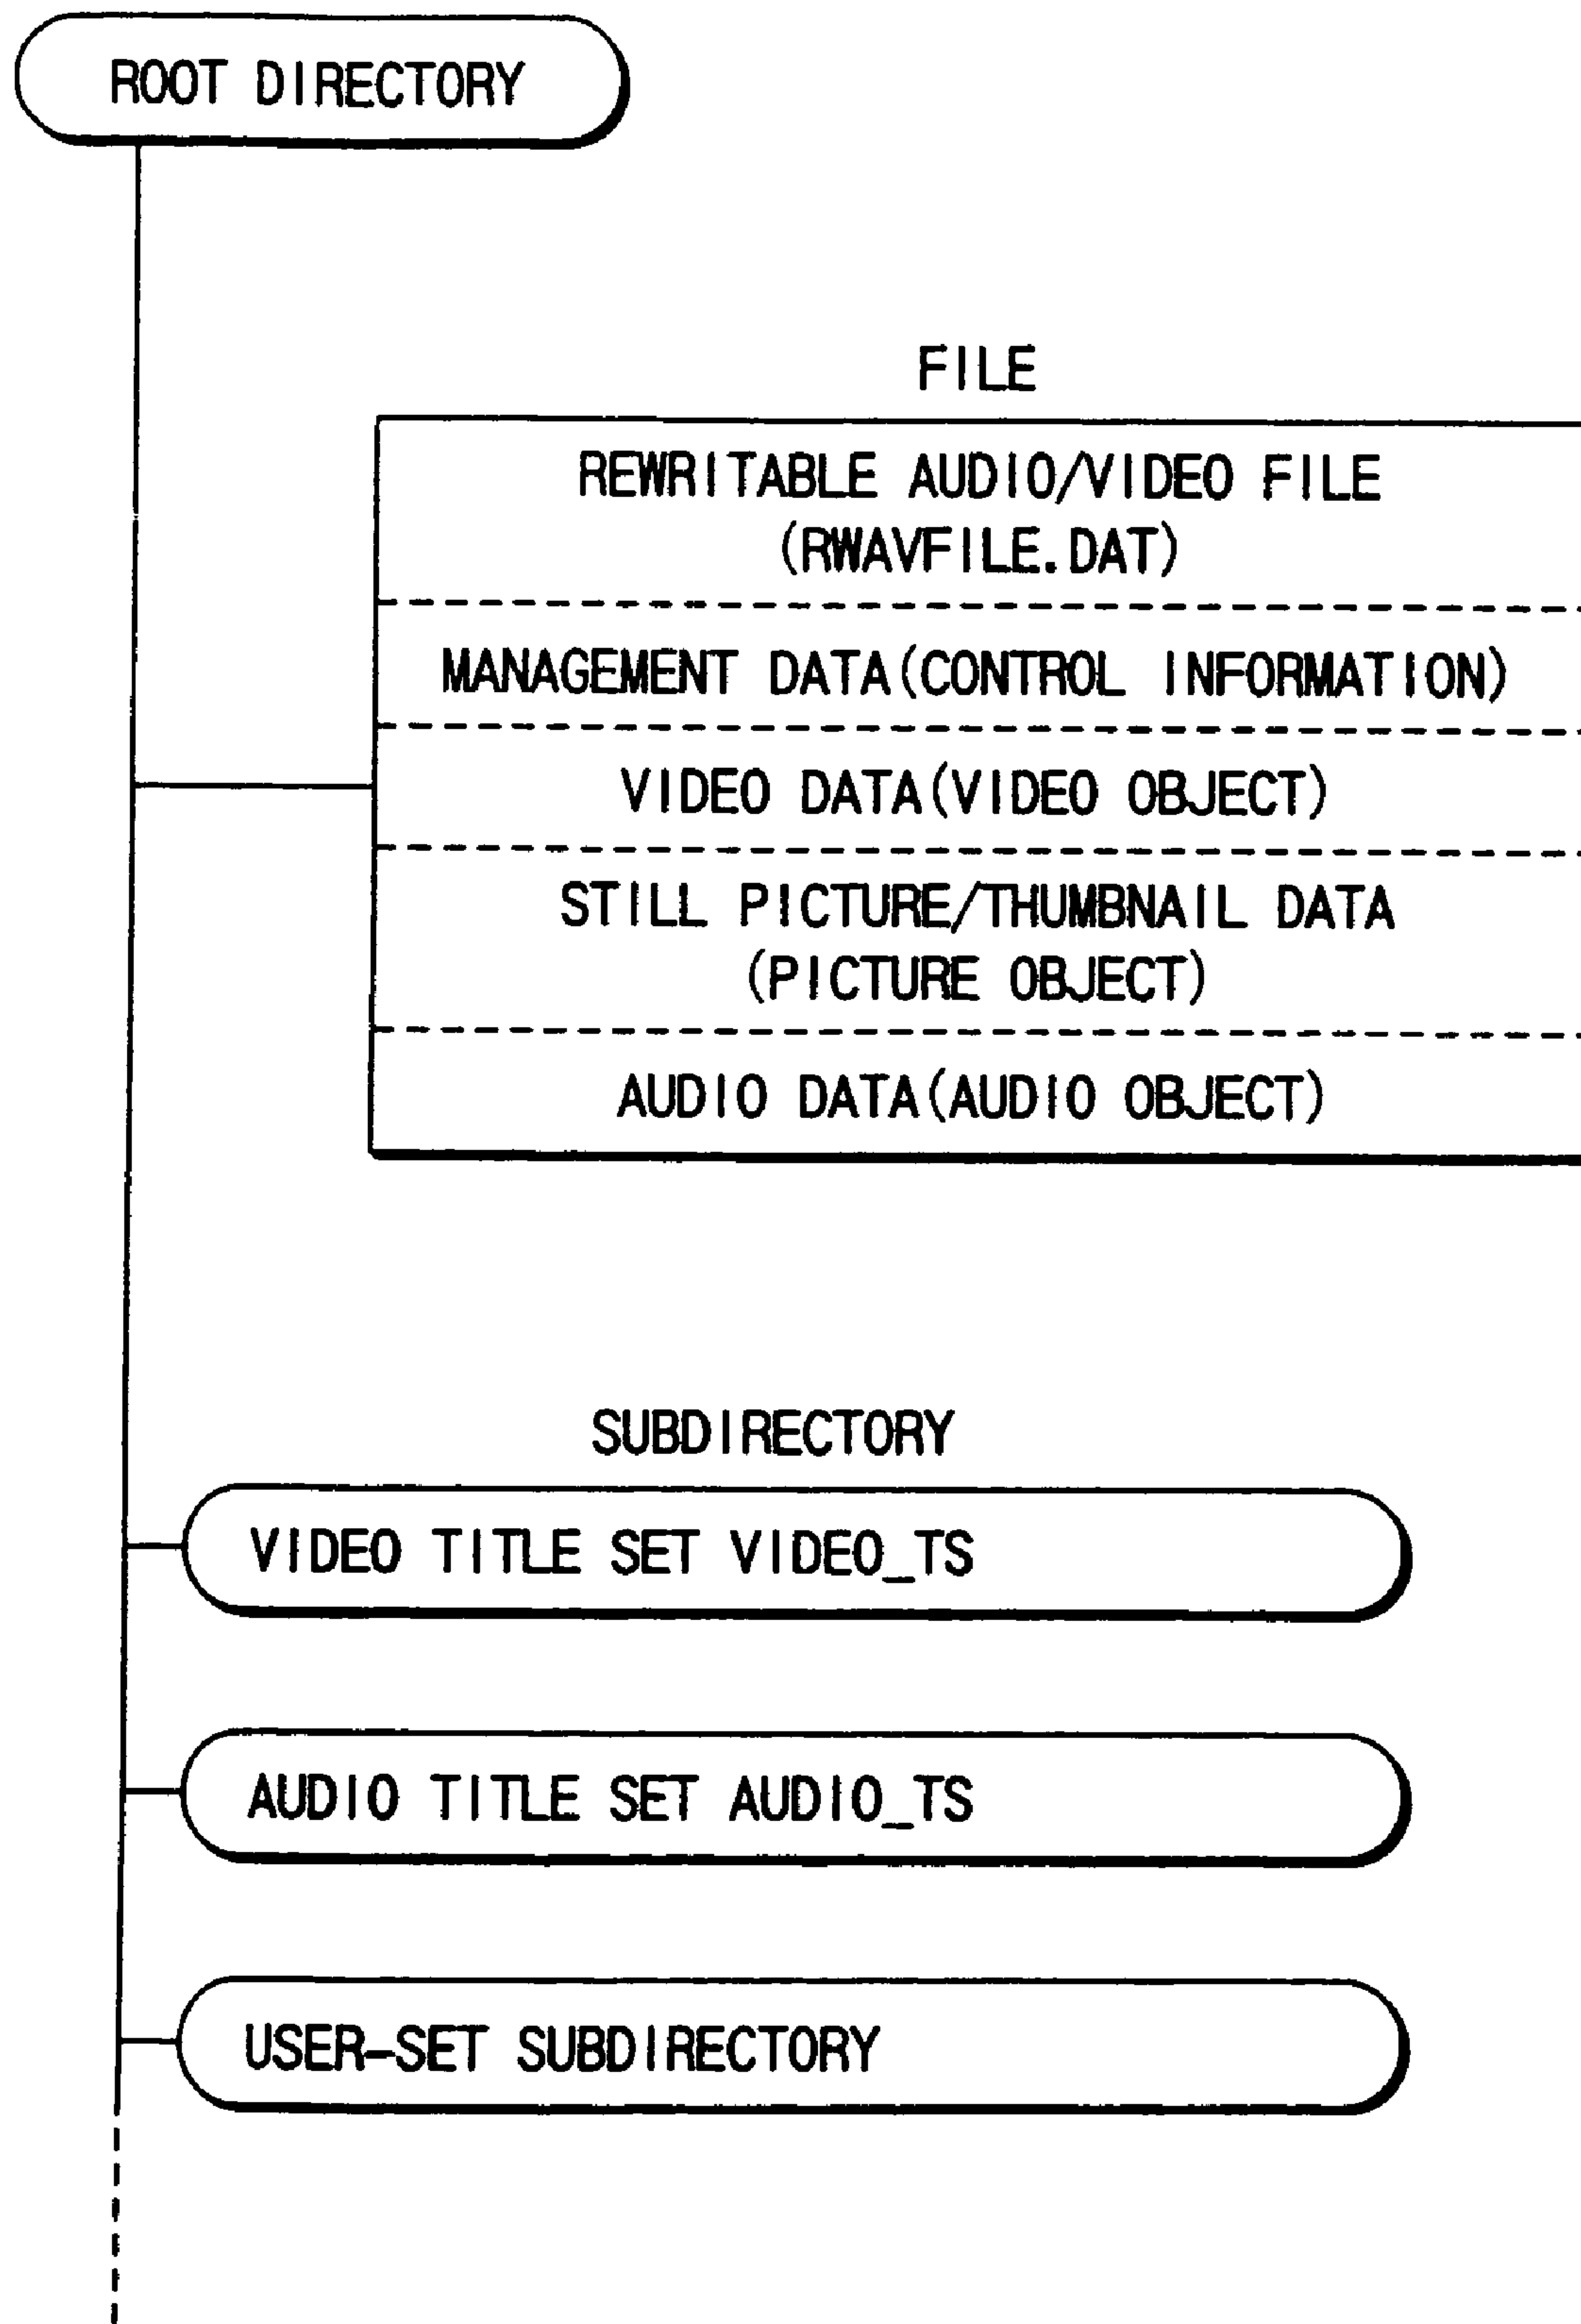 ROOT DIRECTORY
FILE
REWRITABLE AUDIO/VIDEO FILE
(RWAVFILE.DAT)
MANAGEMENT DATA(CONTROL INFORMATION)
VIDEO DATA(VIDEO OBJECT)
STILL PICTURE/THUMBNAIL DATA
(PICTURE OBJECT)
AUDIO DATA(AUDIO OBJECT)
SUBDIRECTORY
VIDEO TITLE SET VIDEO_TS
AUDIO TITLE SET AUDIO_TS
USER-SET SUBDIRECTORY